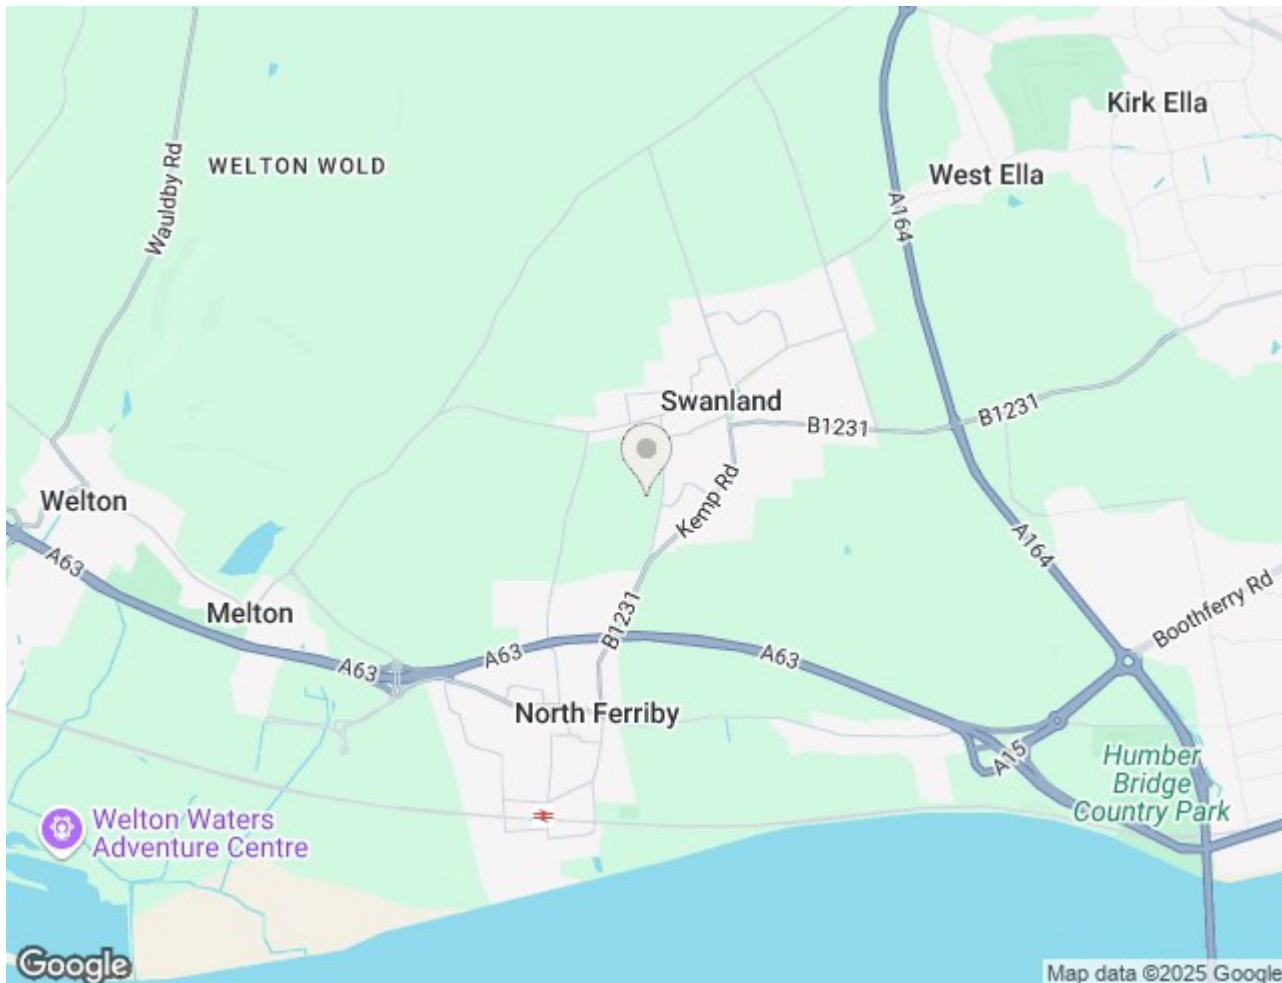 Kirk Ella
WELTON WOLD
Wauldby Rd
West Ella
A164
Swanland
B1231
B1231
Kemp Rd
Welton
A63
A164
Boothferry Rd
Melton
B1231
A63
A63
A63
North Ferriby
A15
Humber
Bridge
Country Park
Welton Waters
Adventure Centre
Google
Map data ©2025 Google